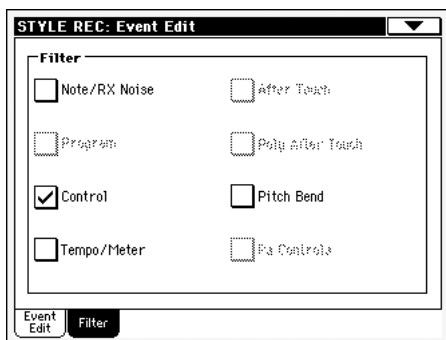 STYLE REC: Event Edit
Filter
Note/RX Noise
After Touch
Program
Poly After Touch
Control
Pitch Bend
Tempo/Meter
Pa Controls
Event
Edit
Filter